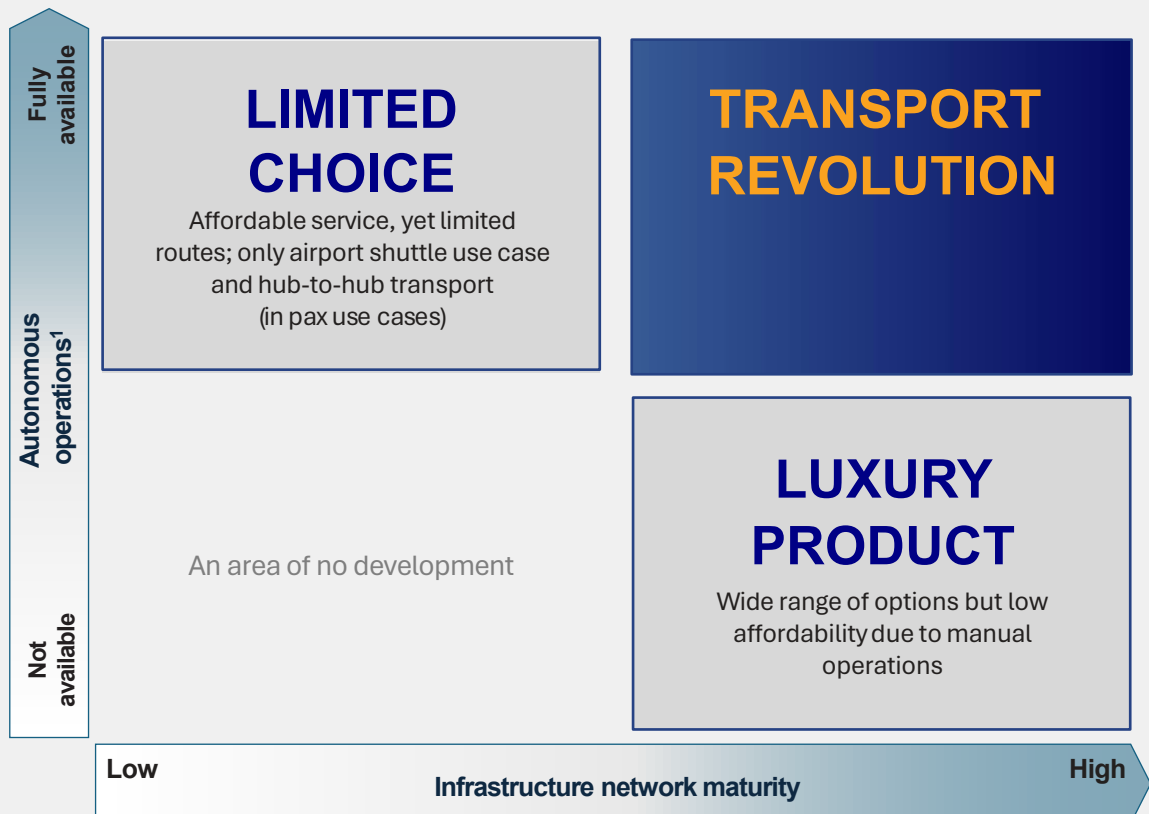 Fully
available
LIMITED
CHOICE
Affordable service, yet limited
routes; only airport shuttle use case
and hub-to-hub transport
(in pax use cases)
TRANSPORT
REVOLUTION
Autonomous
operations¹
An area of no development
LUXURY
PRODUCT
Wide range of options but low
affordability due to manual
operations
Not
available
Low
Infrastructure network maturity
High